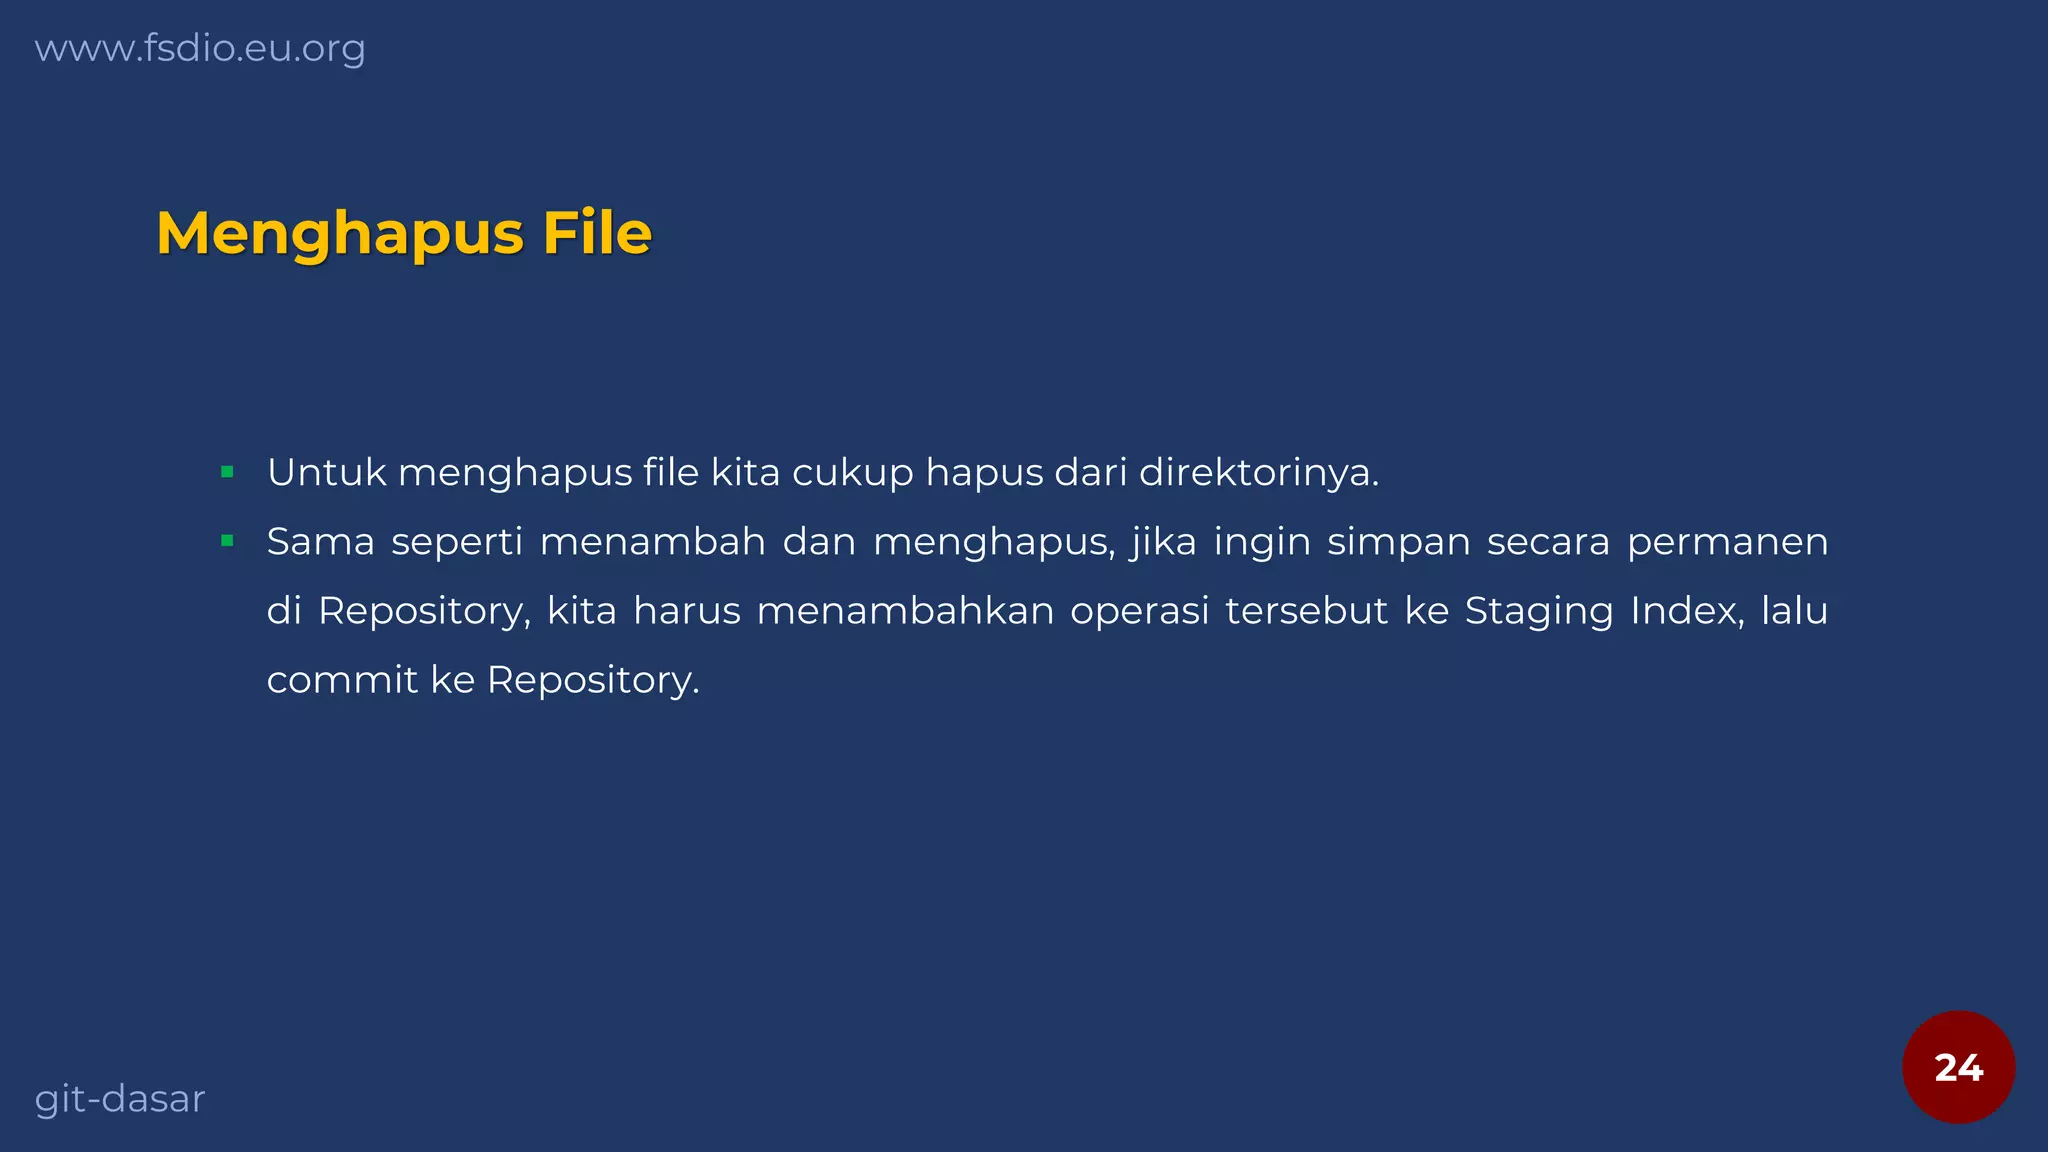 www.fsdio.eu.org
Menghapus File
▪ Untuk menghapus file kita cukup hapus dari direktorinya.
▪ Sama seperti menambah dan menghapus, jika ingin simpan secara permanen
di Repository, kita harus menambahkan operasi tersebut ke Staging Index, lalu
commit ke Repository.
24
git-dasar